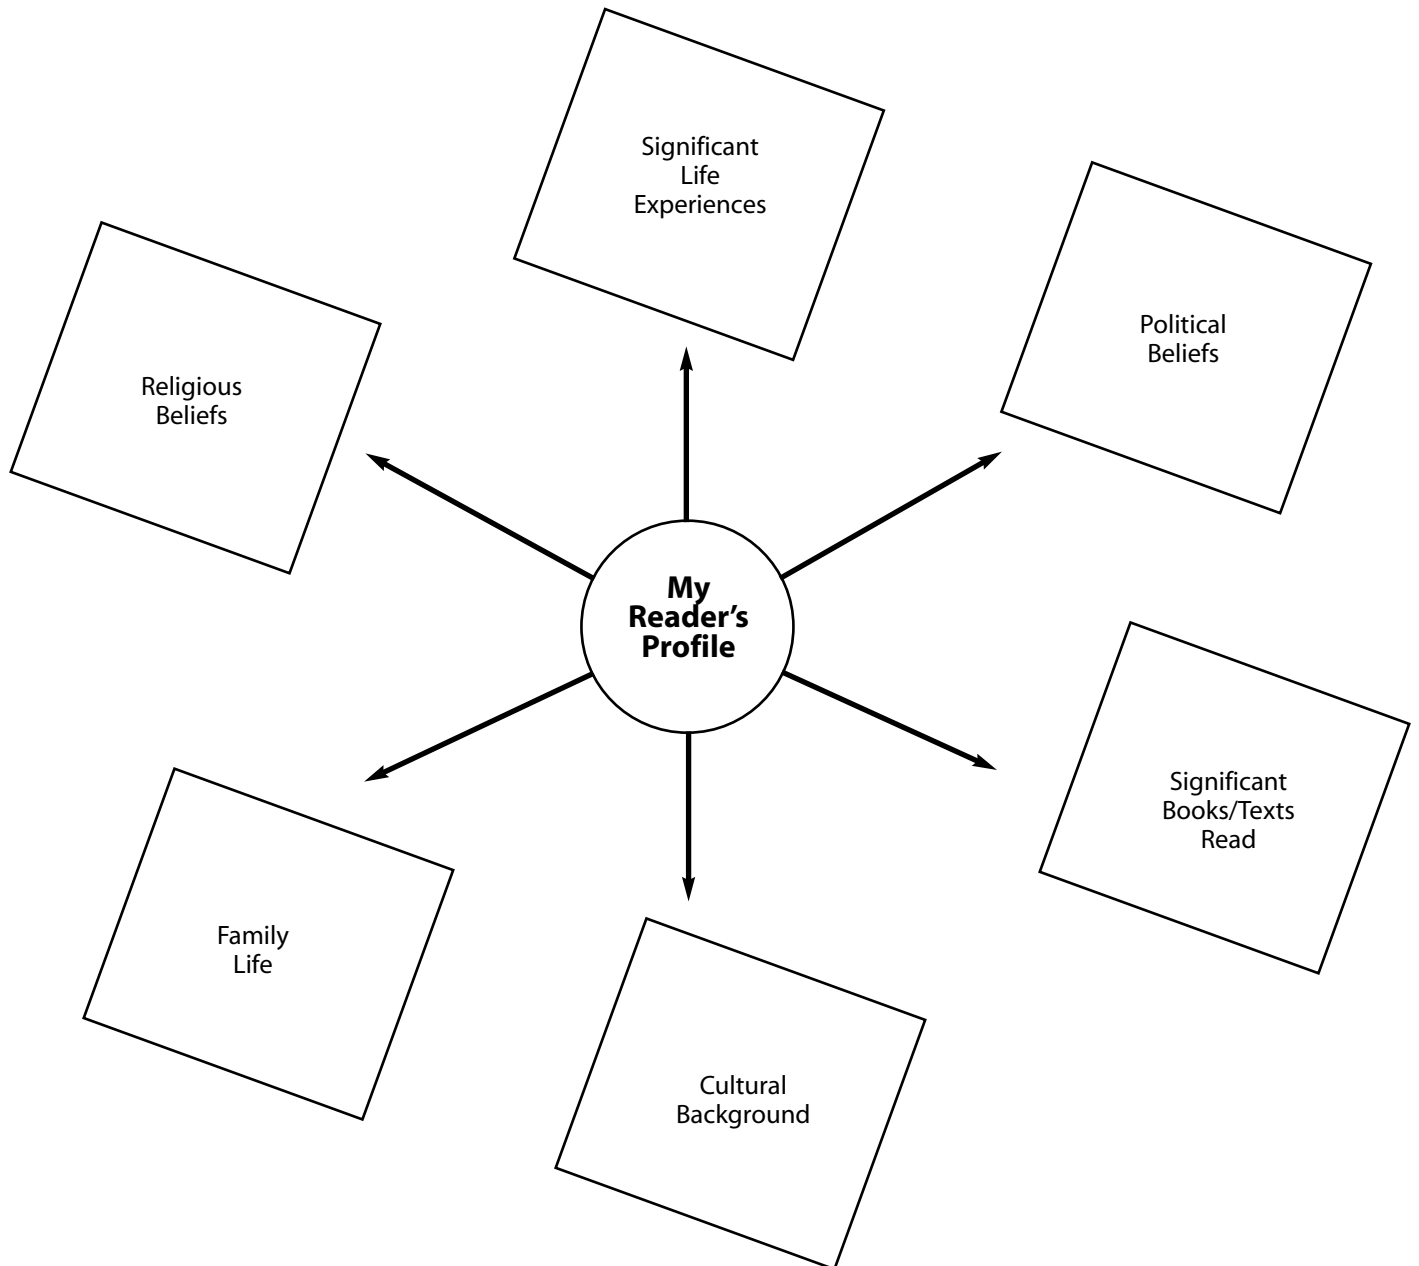 Significant
Life
Experiences
Political
Beliefs
Religious
Beliefs
My
Reader’s
Profile
Significant
Books/Texts
Read
Family
Life
Cultural
Background